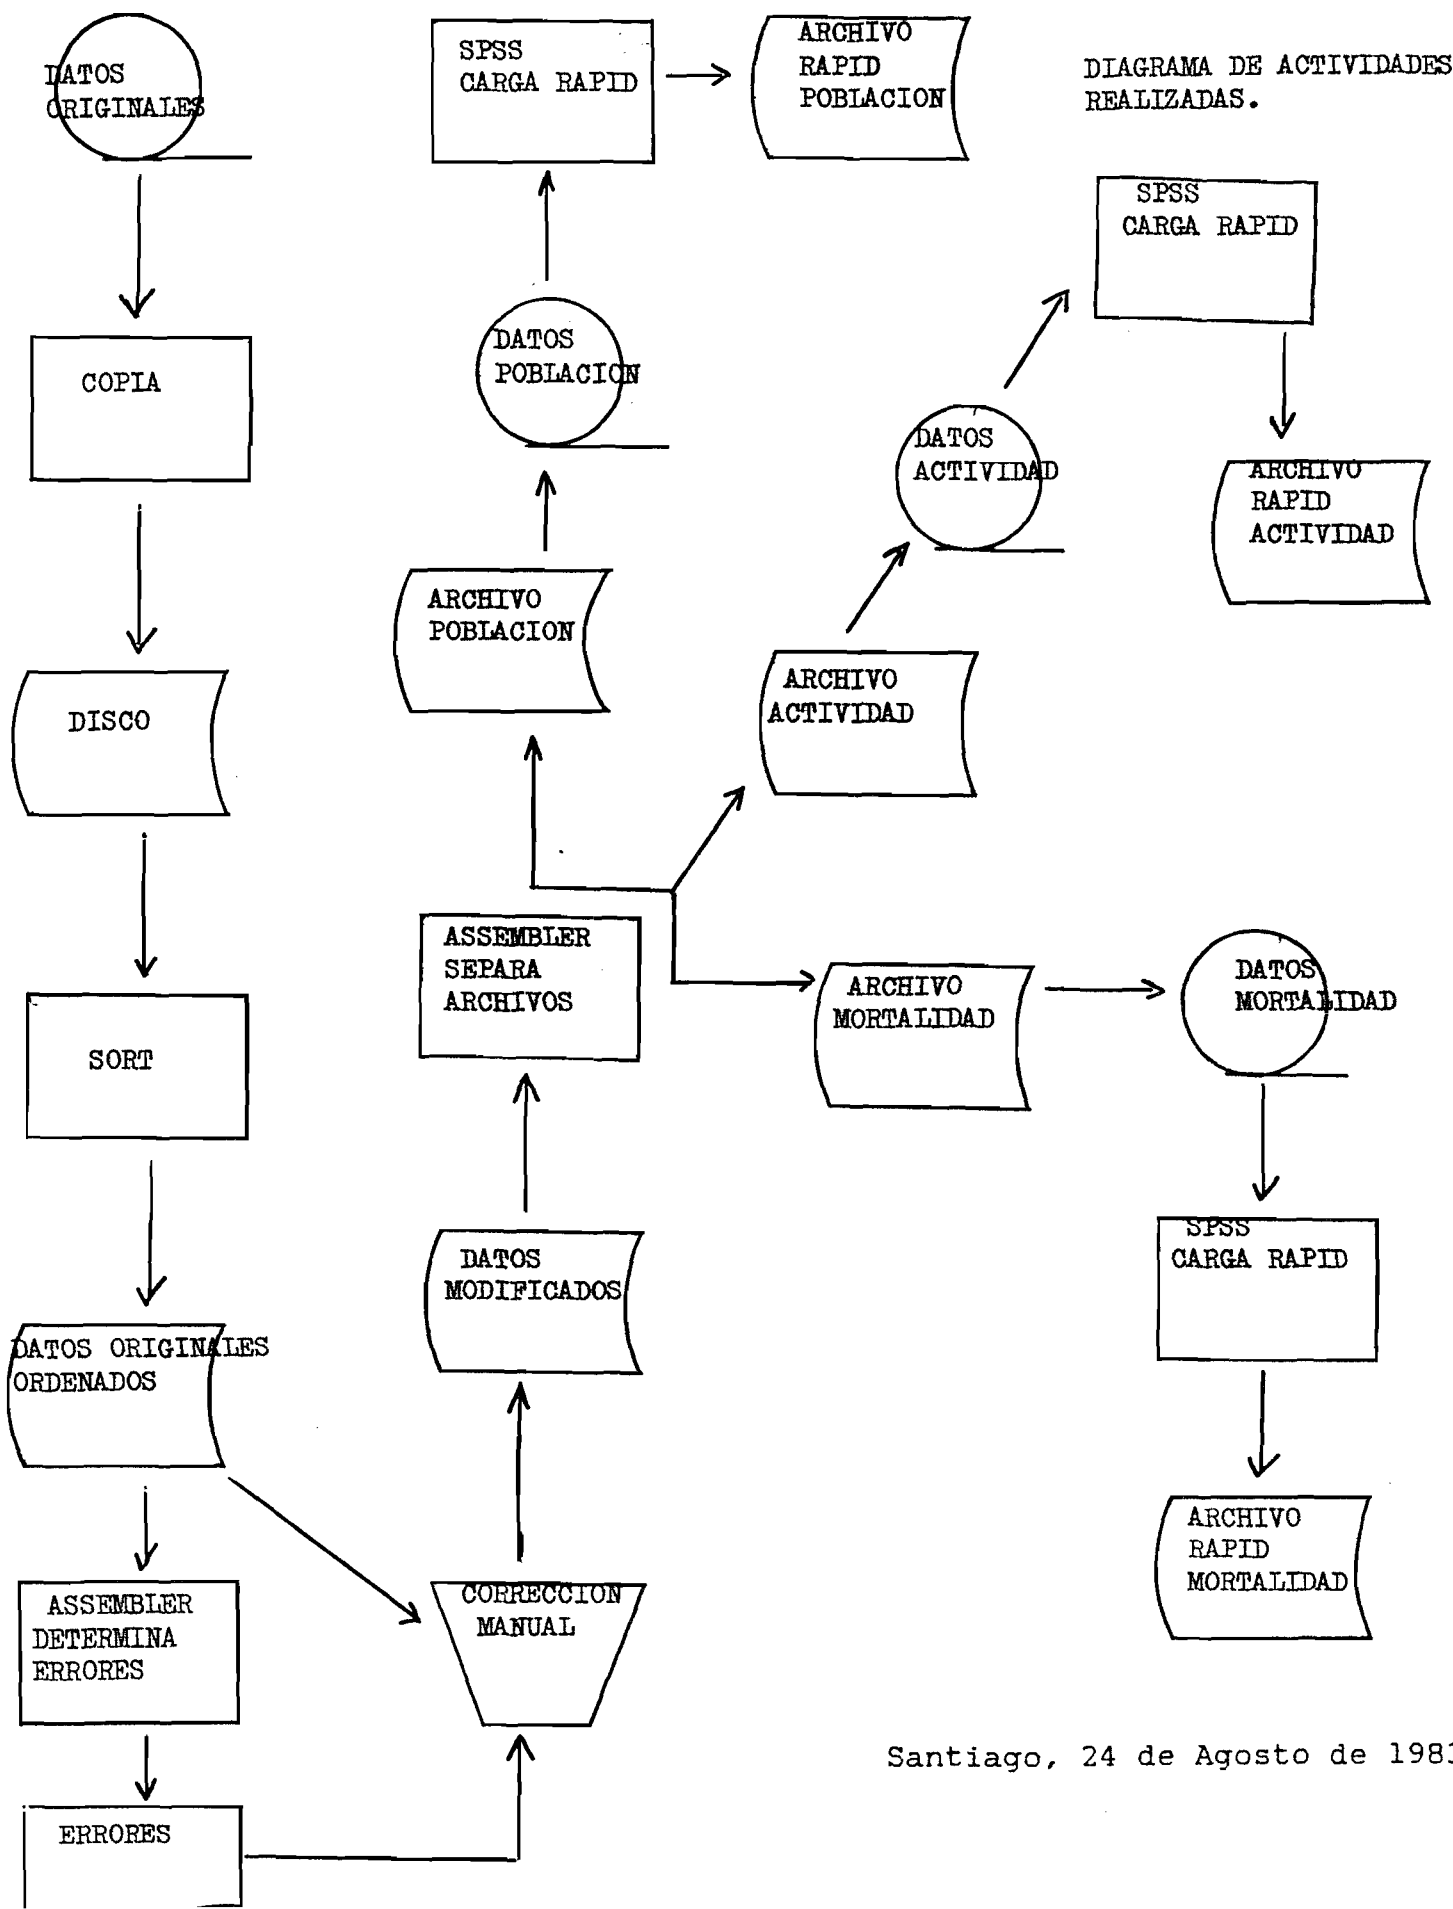 DATOS
ORIGINALES
COPIA
DISCO
SORT
DATOS ORIGINALES
ORDENADOS
ASSEMBLER
DETERMINA
ERRORES
ERRORES
CORRECCION
MANUAL
DATOS
MODIFICADOS
ASSEMBLER
SEPARA
ARCHIVOS
ARCHIVO
POBLACION
DATOS
POBLACION
SPSS
CARGA RAPID
ARCHIVO
RAPID
POBLACION
DIAGRAMA DE ACTIVIDADES
REALIZADAS.
ARCHIVO
ACTIVIDAD
DATOS
ACTIVIDAD
SPSS
CARGA RAPID
ARCHIVO
RAPID
ACTIVIDAD
ARCHIVO
MORTALIDAD
DATOS
MORTALIDAD
SPSS
CARGA RAPID
ARCHIVO
RAPID
MORTALIDAD
Santiago, 24 de Agosto de 1983